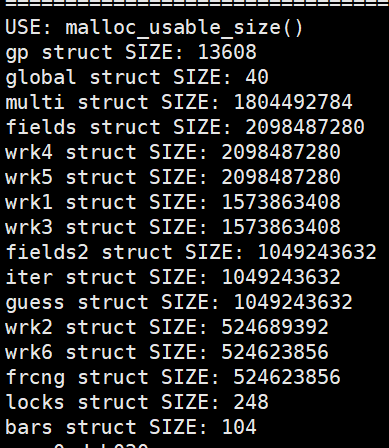 USE: malloc_usable_size()
gp struct SIZE: 13608
global struct SIZE: 40
multi struct SIZE: 1804492784
fields struct SIZE: 2098487280
wrk4 struct SIZE: 2098487280
wrk5 struct SIZE: 2098487280
wrk1 struct SIZE: 1573863408
wrk3 struct SIZE: 1573863408
fields2 struct SIZE: 1049243632
iter struct SIZE: 1049243632
guess struct SIZE: 1049243632
wrk2 struct SIZE: 524689392
wrk6 struct SIZE: 524623856
frcng struct SIZE: 524623856
locks struct SIZE: 248
bars struct SIZE: 104